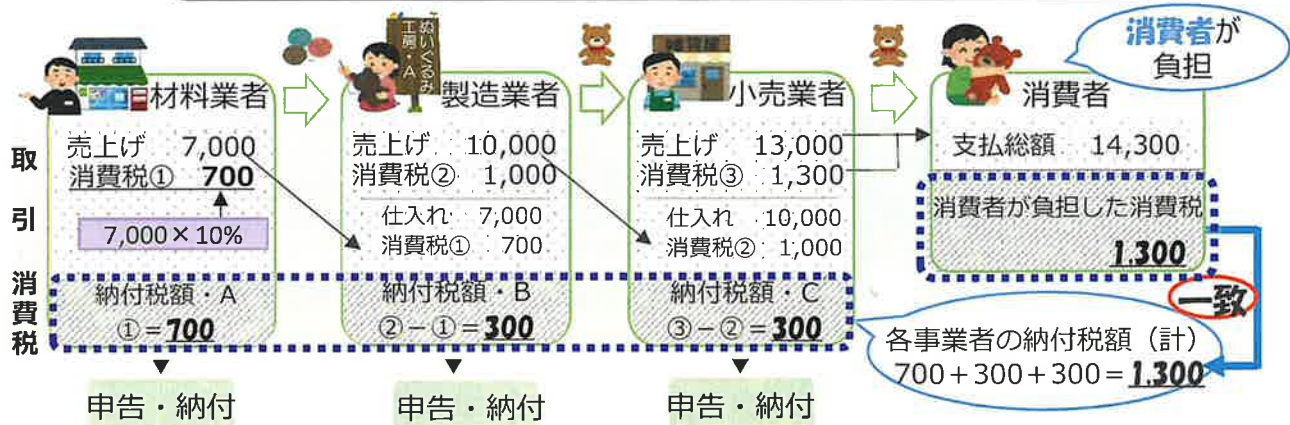 消費者が
負担
ぬいぐるみ
工房・A
材料業者
製造業者
小売業者
消費者
取引
消費税
売上げ 7,000
消費税① 700
7,000×10%
納付税額・A
①=700
申告・納付
売上げ 10,000
消費税② 1,000
仕入れ 7,000
消費税① 700
納付税額・B
②-①=300
申告・納付
売上げ 13,000
消費税③ 1,300
仕入れ 10,000
消費税② 1,000
納付税額・C
③-②=300
申告・納付
支払総額 14,300
消費者が負担した消費税
1.300
一致
各事業者の納付税額(計)
700+300+300=1.300